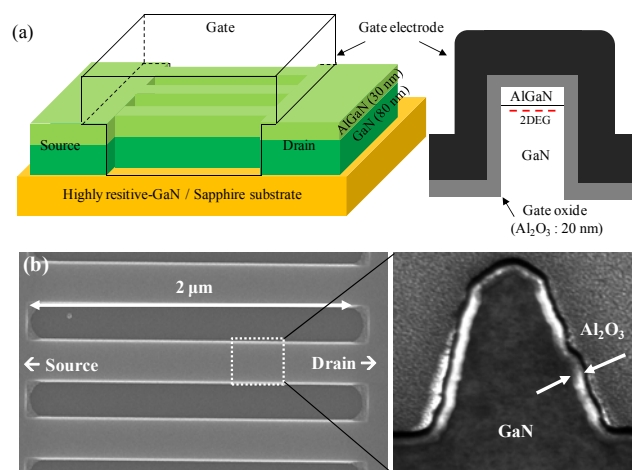 (a)
Gate
Gate electrode
AlGaN (30 nm)
GaN (80 nm)
Source
Drain
Highly resitive-GaN / Sapphire substrate
AlGaN
2DEG
GaN
Gate oxide
(Al₂O₃ : 20 nm)
(b)
2 μm
← Source
Drain →
Al₂O₃
GaN